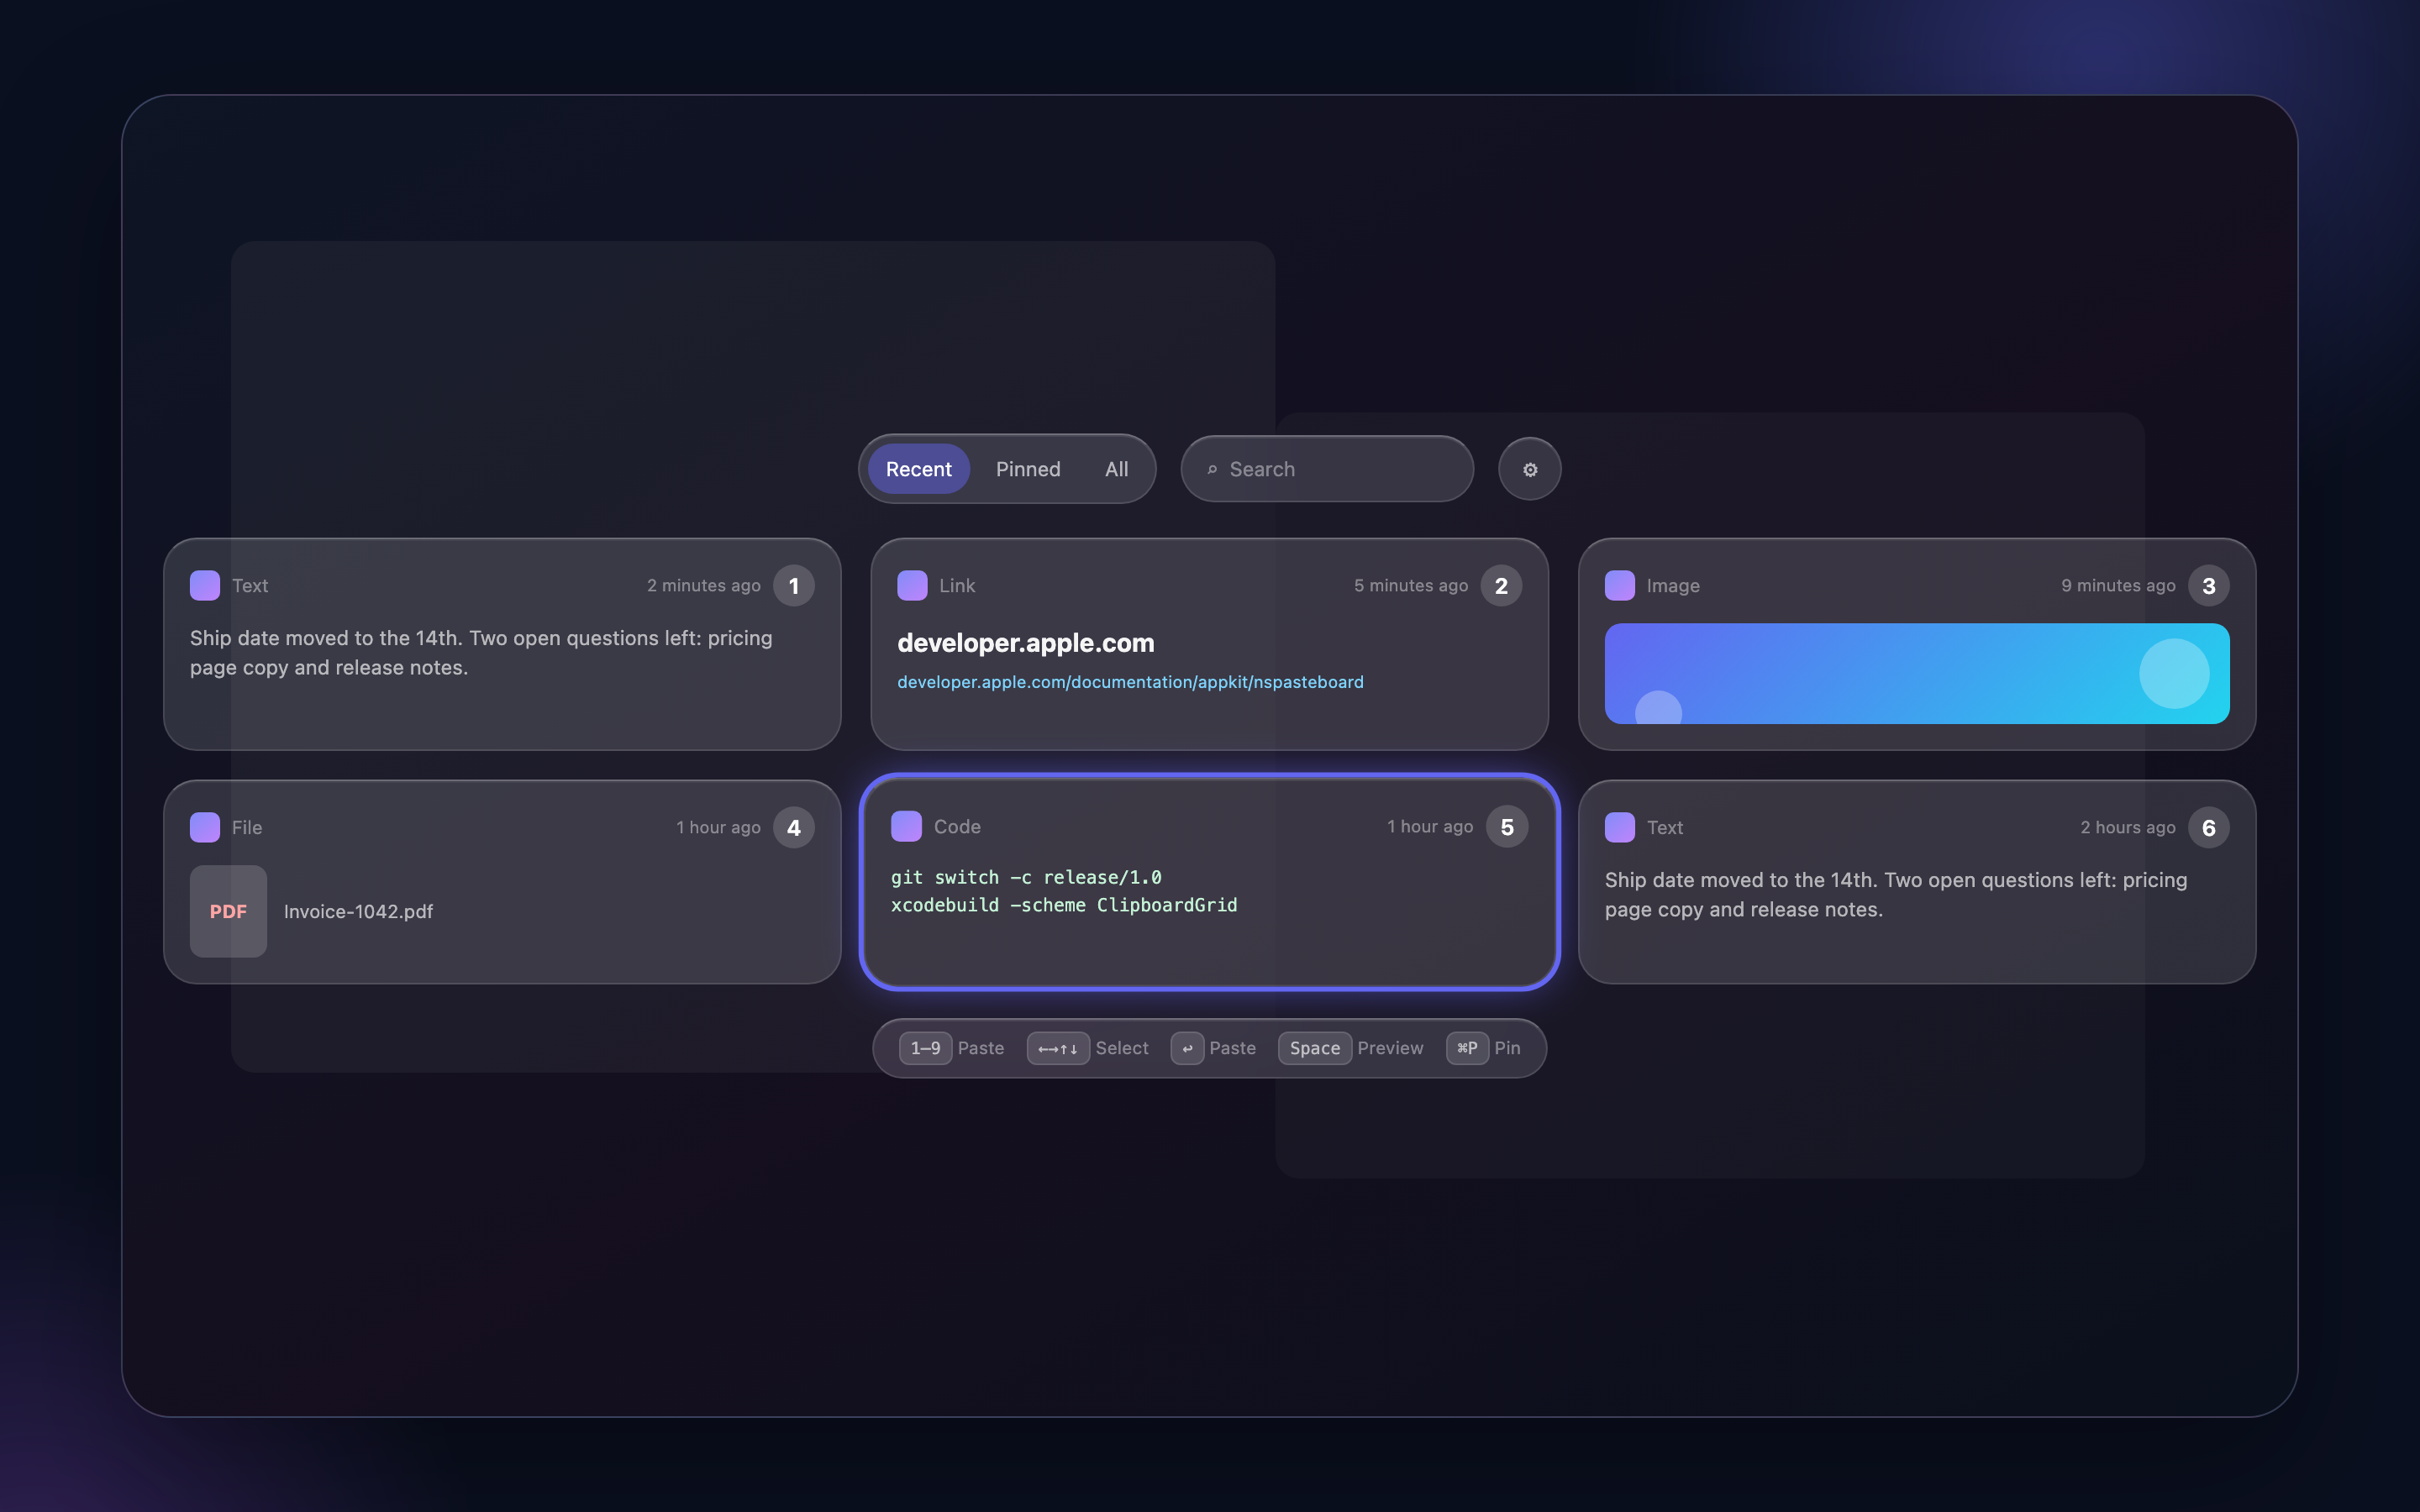 Recent Pinned All
⌕ Search
⚙
Text 2 minutes ago 1
Ship date moved to the 14th. Two open questions left: pricing
page copy and release notes.
Link 5 minutes ago 2
developer.apple.com
developer.apple.com/documentation/appkit/nspasteboard
Image 9 minutes ago 3
File 1 hour ago 4
PDF
Invoice-1042.pdf
Code 1 hour ago 5
git switch −c release/1.0
xcodebuild −scheme ClipboardGrid
Text 2 hours ago 6
Ship date moved to the 14th. Two open questions left: pricing
page copy and release notes.
1–9 Paste ←→↑↓ Select ↩ Paste Space Preview ⌘P Pin